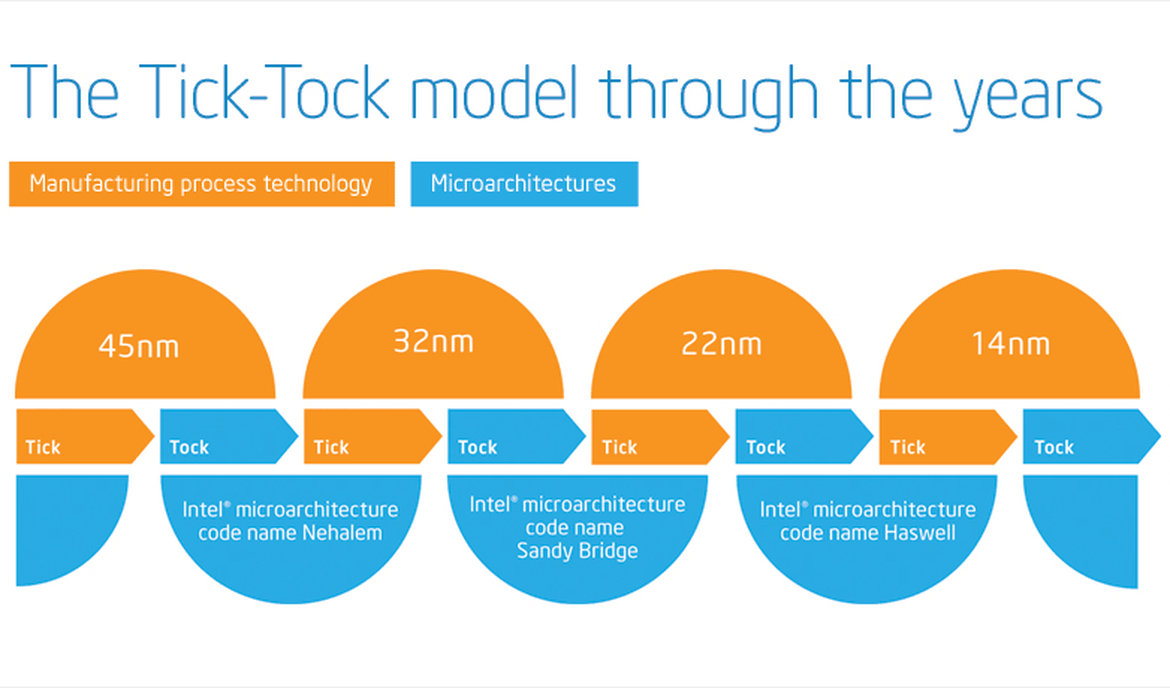 The Tick-Tock model through the years
Manufacturing process technology
Microarchitectures
45nm
32nm
22nm
14nm
Tick
Tock
Tick
Tock
Tick
Tock
Tick
Tock
Intel® microarchitecture
code name Nehalem
Intel® microarchitecture
code name
Sandy Bridge
Intel® microarchitecture
code name Haswell